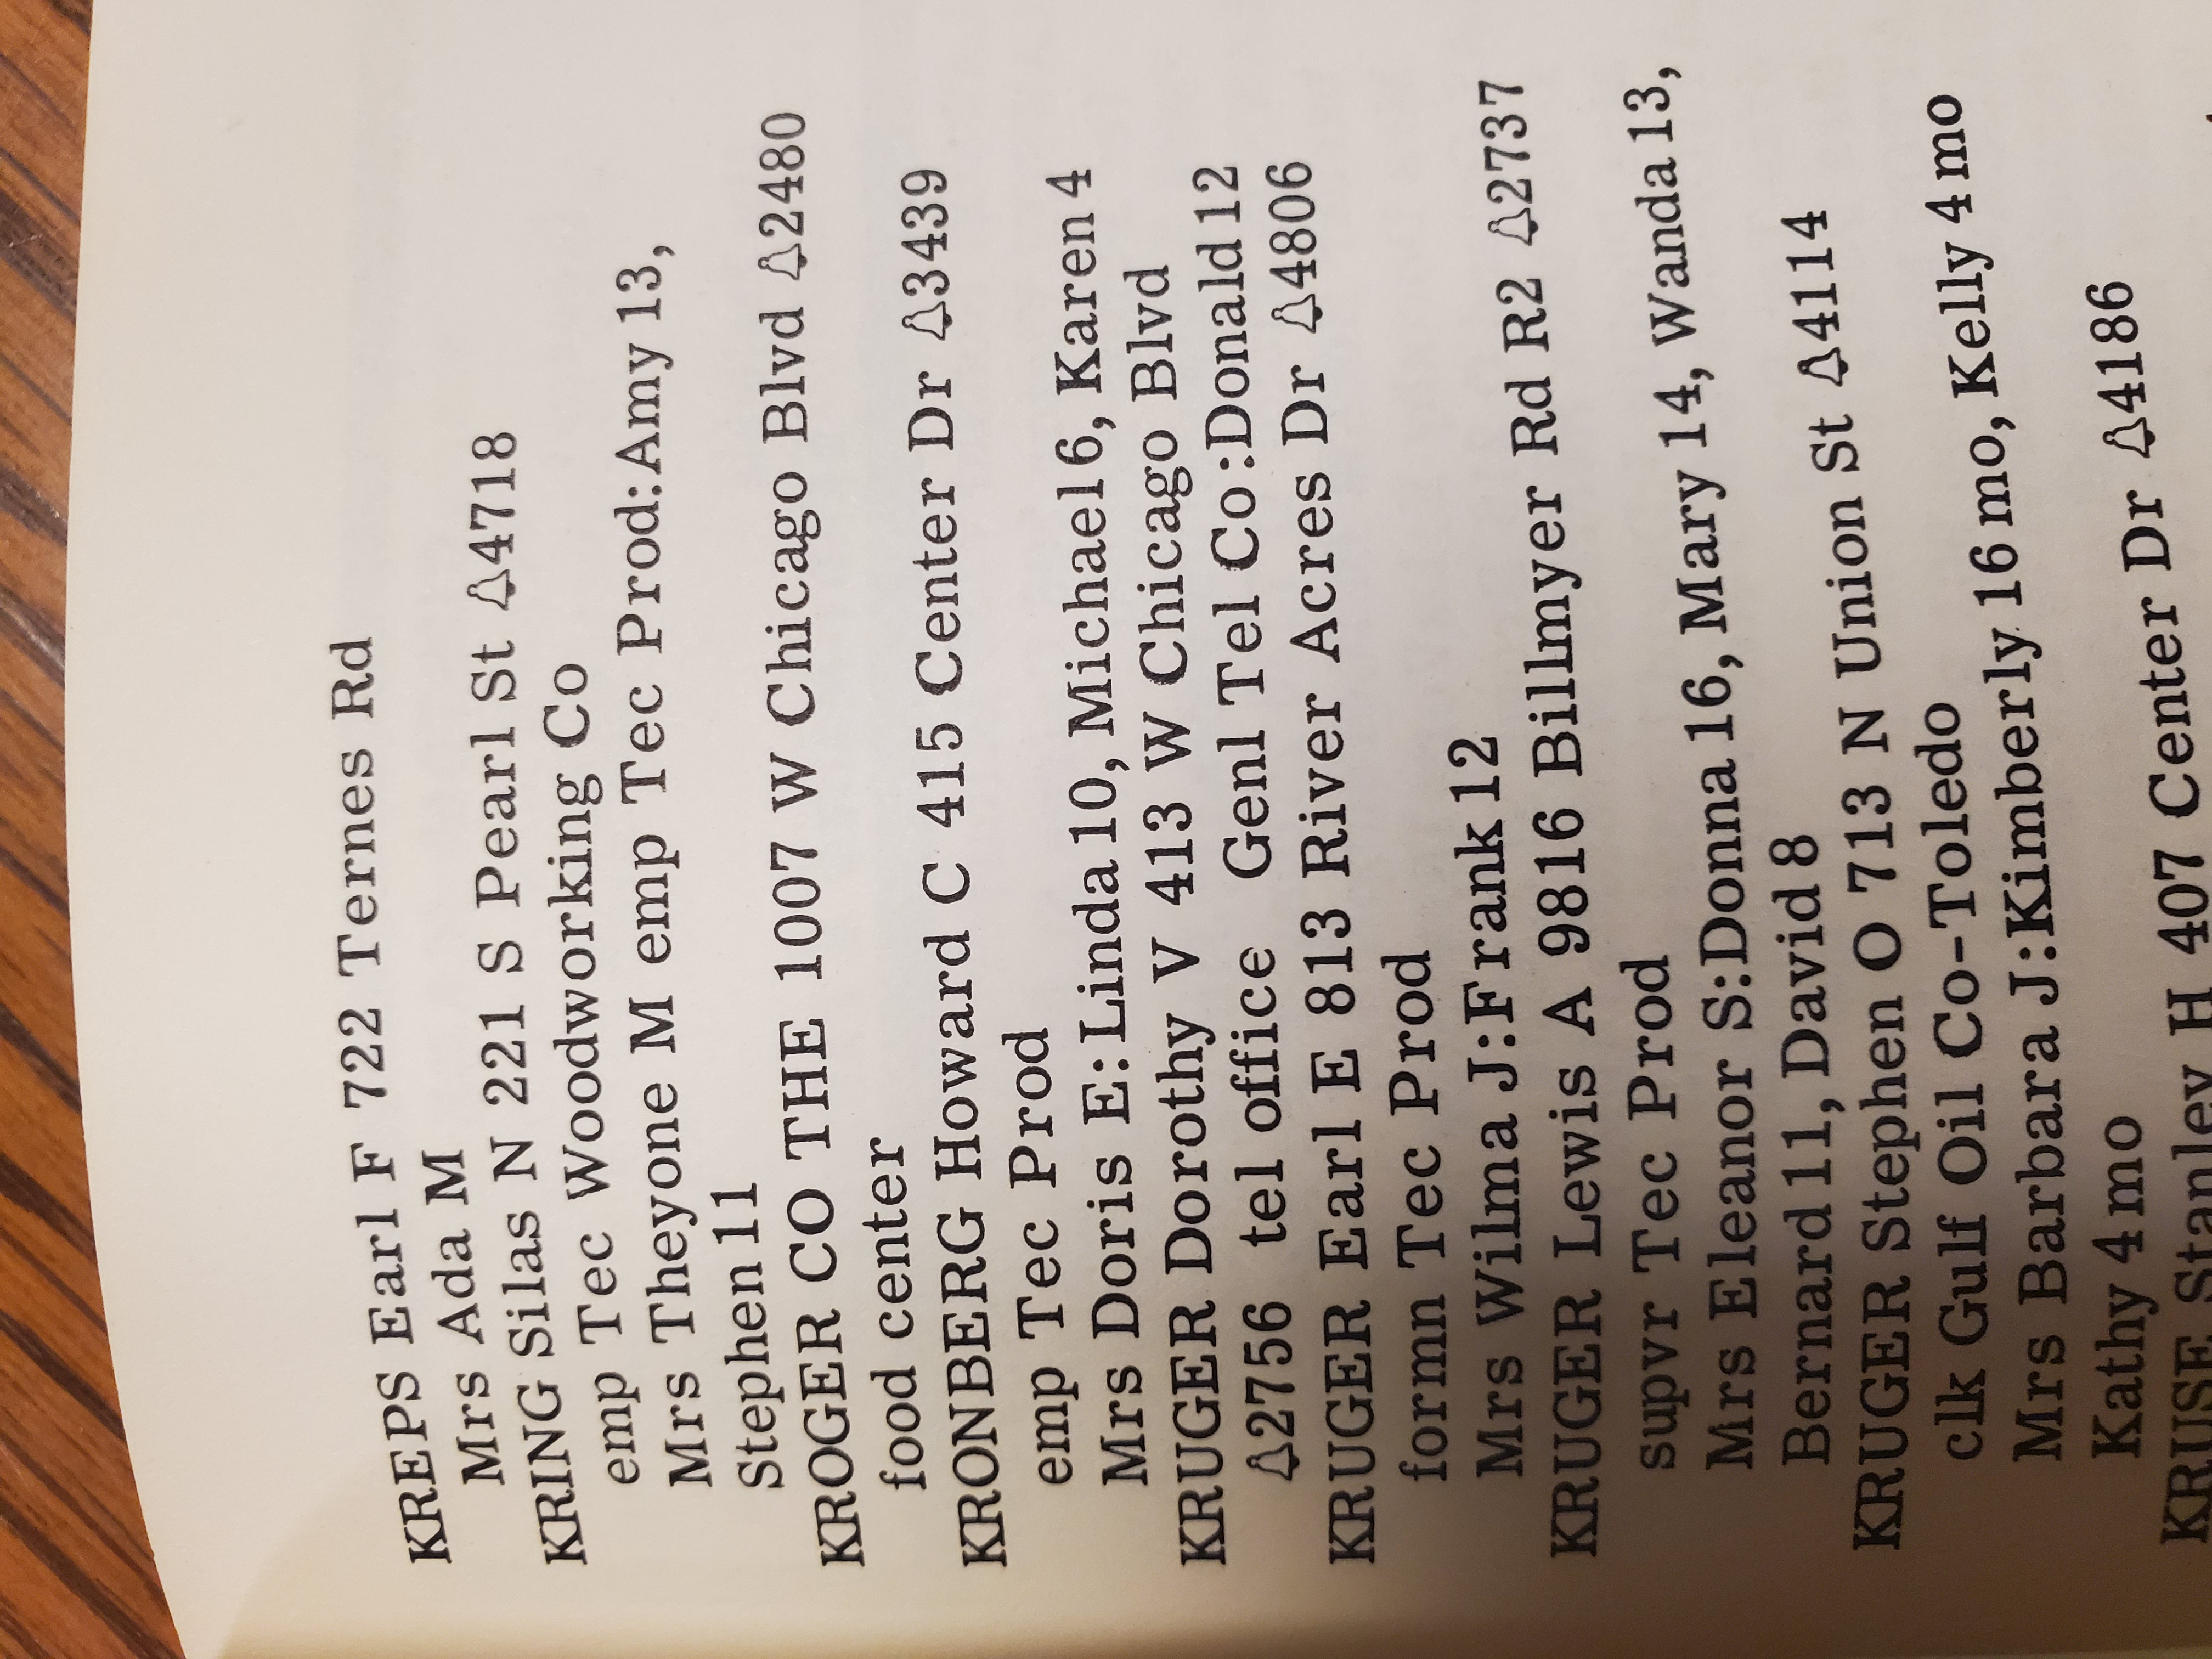 KREPS Earl F 722 Ternes Rd
Mrs Ada M
KRING Silas N 221 S Pearl St 🔔4718
emp Tec Woodworking Co
Mrs Theyone M emp Tec Prod:Amy 13,
Stephen 11
KROGER CO THE 1007 W Chicago Blvd 🔔2480
food center
KRONBERG Howard C 415 Center Dr 🔔3439
emp Tec Prod
Mrs Doris E:Linda 10, Michael 6, Karen 4
KRUGER Dorothy V 413 W Chicago Blvd
🔔2756 tel office Genl Tel Co:Donald 12
KRUGER Earl E 813 River Acres Dr 🔔4806
formn Tec Prod
Mrs Wilma J:Frank 12
KRUGER Lewis A 9816 Billmyer Rd R2 🔔2737
supvr Tec Prod
Mrs Eleanor S:Donna 16, Mary 14, Wanda 13,
Bernard 11, David 8
KRUGER Stephen O 713 N Union St 🔔4114
clk Gulf Oil Co-Toledo
Mrs Barbara J:Kimberly 16 mo, Kelly 4 mo
Kathy 4 mo
KRUSE Stanley H 407 Center Dr 🔔4186